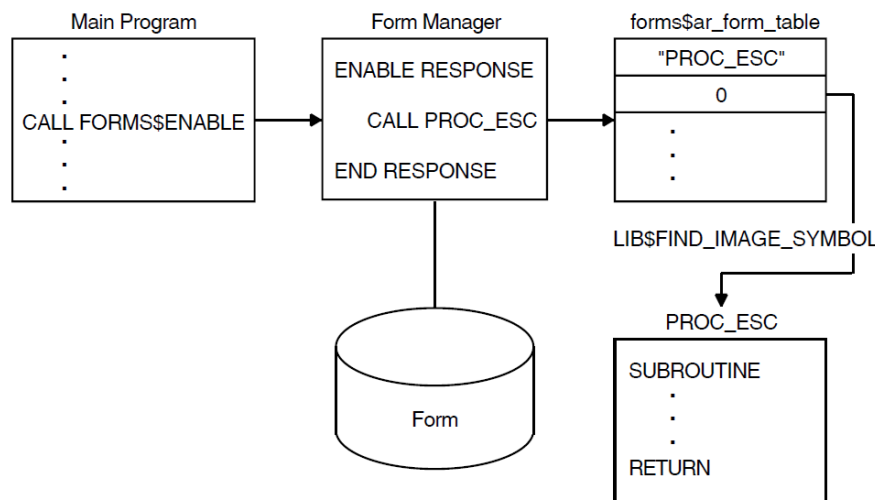 Main Program
.
.
.
CALL FORMS$ENABLE
.
.
.
Form Manager
ENABLE RESPONSE
CALL PROC_ESC
END RESPONSE
forms$ar_form_table
"PROC_ESC"
0
.
.
.
LIB$FIND_IMAGE_SYMBOL
Form
PROC_ESC
SUBROUTINE
.
.
.
RETURN